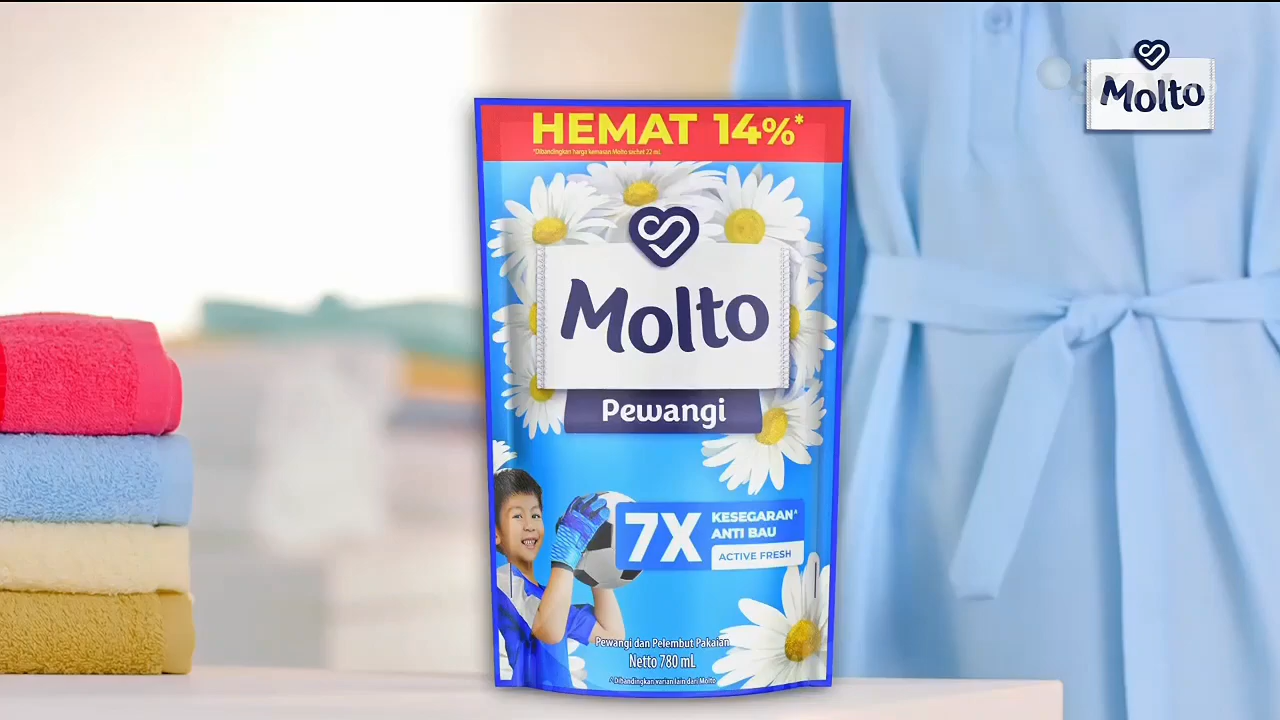 HEMAT 14%*
*Dibandingkan harga kemasan Molto sachet 22 ml
Molto
Pewangi
7X
KESEGARAN^
ANTI BAU
ACTIVE FRESH
Pewangi dan Pelembut Pakaian
Netto 780 mL
^Dibandingkan varian lain dari Molto
Molto